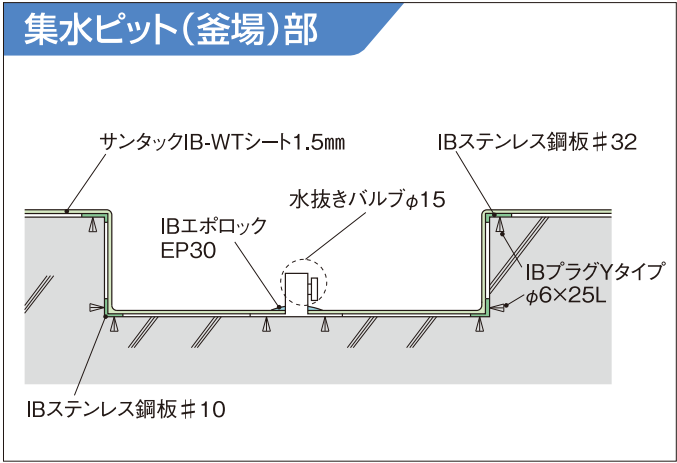 集水ピット（釜場）部
サンタックIB-WTシート1.5mm
IBステンレス鋼板＃32
水抜きバルブφ15
IBエポロック
EP30
IBプラグYタイプ
φ6×25L
IBステンレス鋼板＃10